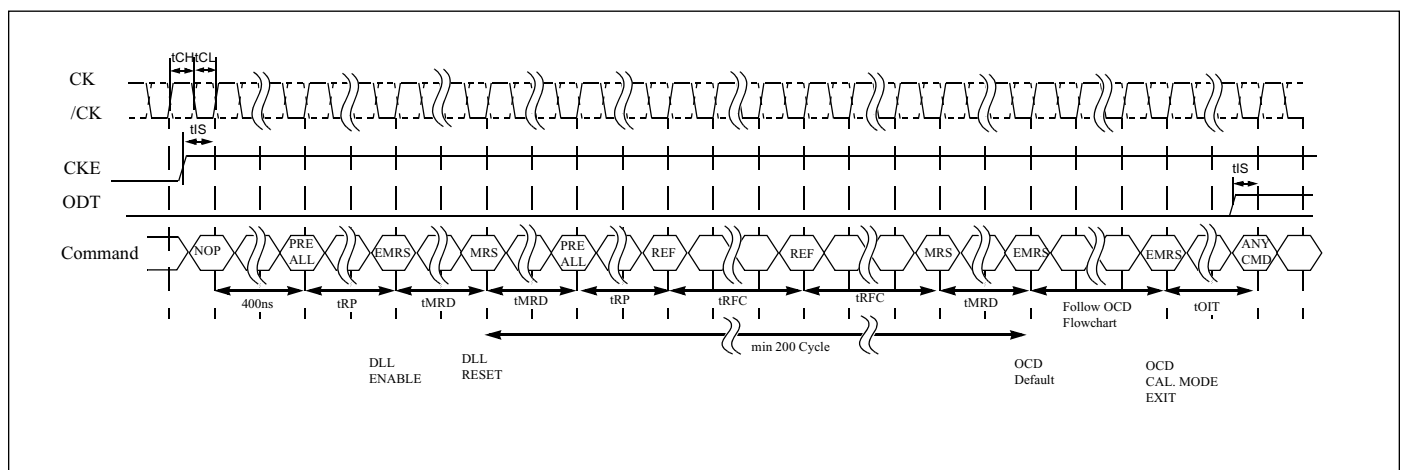 tCH tCL
CK
/CK
tIS
CKE
tIS
ODT
Command
NOP
PRE
ALL
EMRS
MRS
PRE
ALL
REF
REF
MRS
EMRS
EMRS
ANY
CMD
400ns
tRP
tMRD
tMRD
tRP
tRFC
tRFC
tMRD
Follow OCD
Flowchart
tOIT
min 200 Cycle
DLL
ENABLE
DLL
RESET
OCD
Default
OCD
CAL. MODE
EXIT